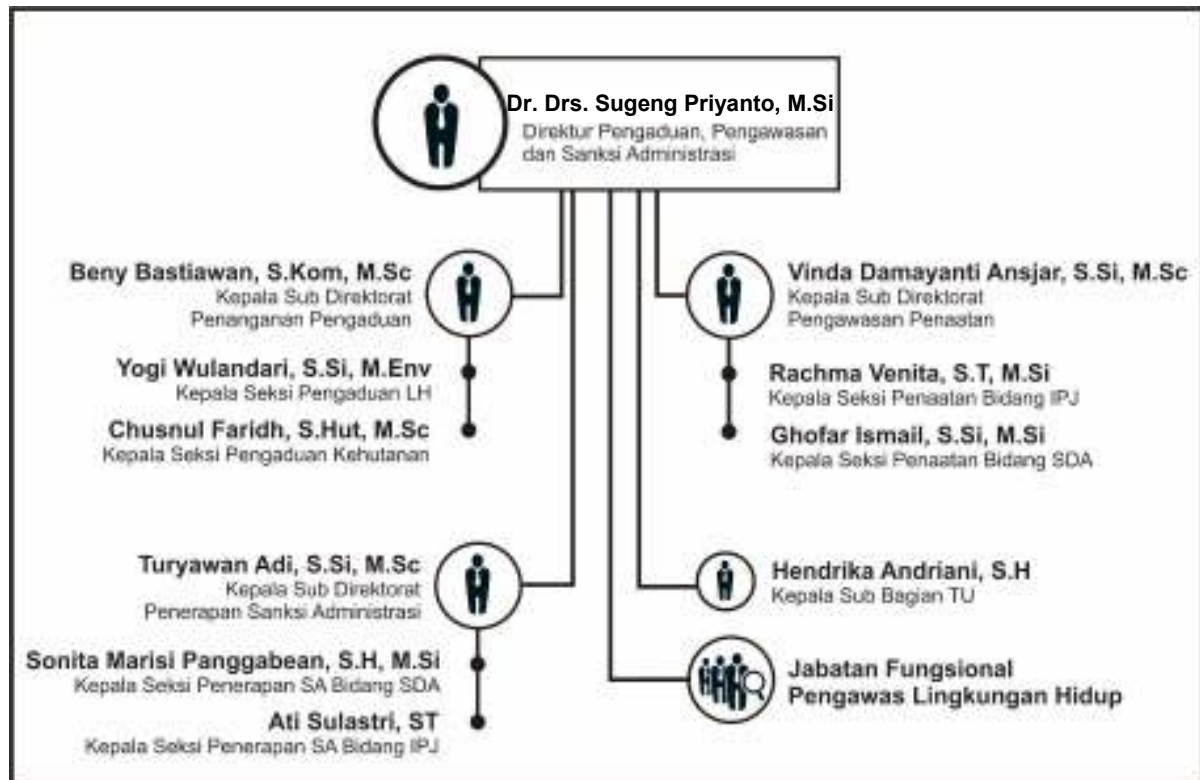 Dr. Drs. Sugeng Priyanto, M.Si
Direktur Pengaduan, Pengawasan
dan Sanksi Administrasi
Beny Bastiawan, S.Kom, M.Sc
Kepala Sub Direktorat
Penanganan Pengaduan
Yogi Wulandari, S.Si, M.Env
Kepala Seksi Pengaduan LH
Chusnul Faridh, S.Hut, M.Sc
Kepala Seksi Pengaduan Kehutanan
Vinda Damayanti Ansjar, S.Si, M.Sc
Kepala Sub Direktorat
Pengawasan Penaatan
Rachma Venita, S.T, M.Si
Kepala Seksi Penaatan Bidang IPJ
Ghofar Ismail, S.Si, M.Si
Kepala Seksi Penaatan Bidang SDA
Turyawan Adi, S.Si, M.Sc
Kepala Sub Direktorat
Penerapan Sanksi Administrasi
Sonita Marisi Panggabean, S.H, M.Si
Kepala Seksi Penerapan SA Bidang SDA
Ati Sulastri, ST
Kepala Seksi Penerapan SA Bidang IPJ
Hendrika Andriani, S.H
Kepala Sub Bagian TU
Jabatan Fungsional
Pengawas Lingkungan Hidup